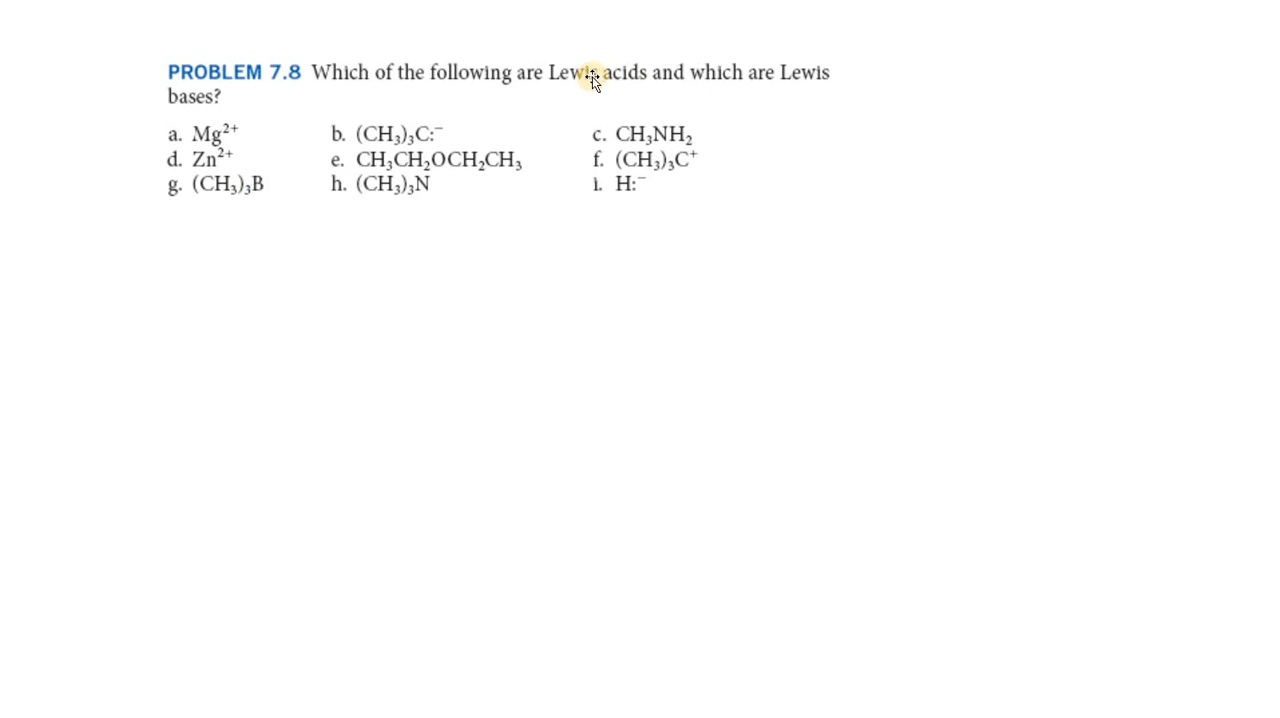 PROBLEM 7.8 Which of the following are Lewis acids and which are Lewis
bases?
a. Mg²⁺ b. (CH₃)₃C:⁻ c. CH₃NH₂
d. Zn²⁺ e. CH₃CH₂OCH₂CH₃ f. (CH₃)₃C⁺
g. (CH₃)₃B h. (CH₃)₃N i. H:⁻